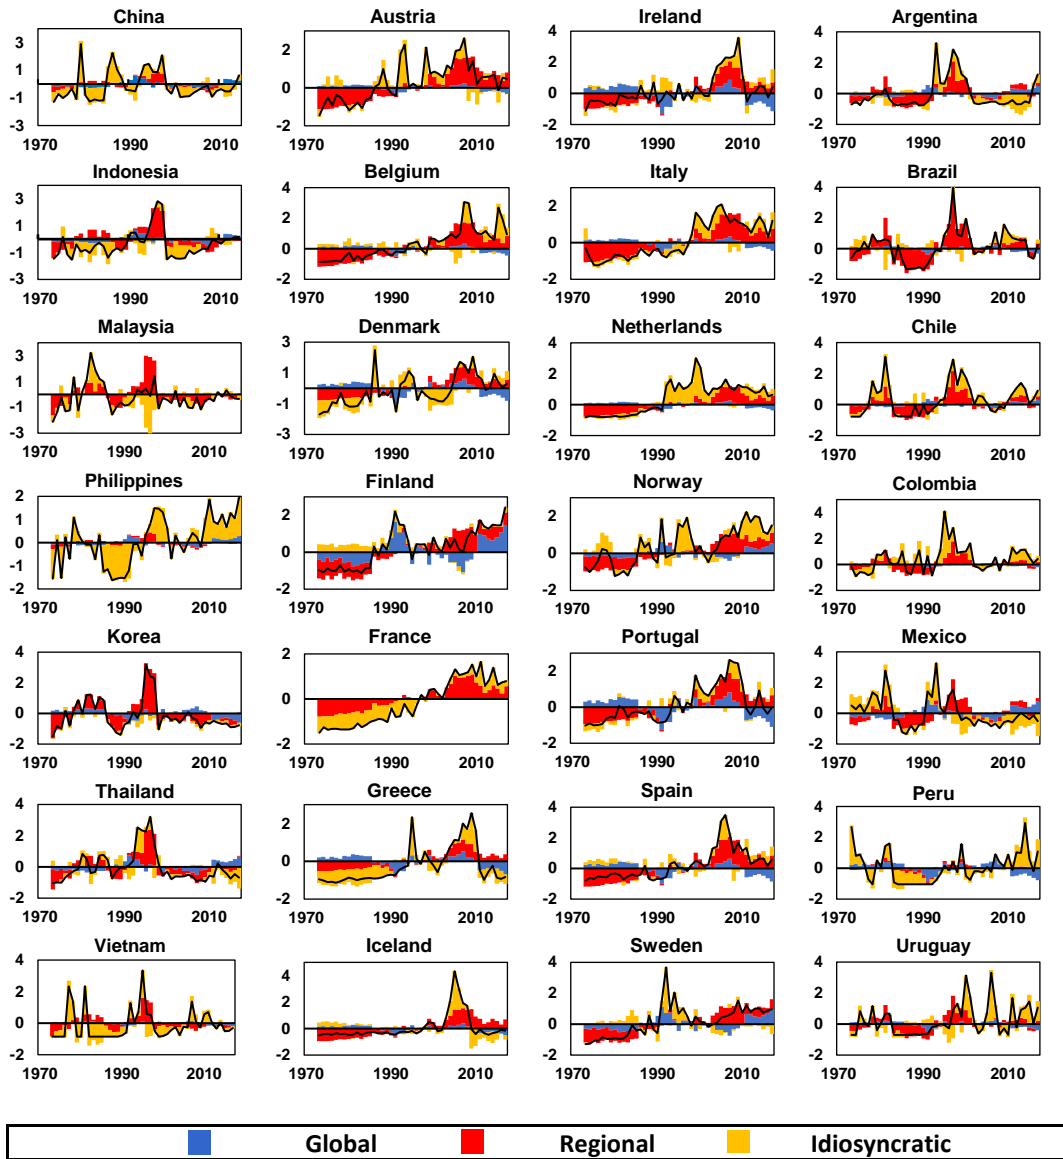 China
3
1
-1
-3
1970 1990 2010
Austria
2
0
-2
1970 1990 2010
Ireland
4
2
0
-2
1970 1990 2010
Argentina
4
2
0
-2
1970 1990 2010
Indonesia
3
1
-1
-3
1970 1990 2010
Belgium
4
2
0
-2
1970 1990 2010
Italy
4
2
0
-2
1970 1990 2010
Brazil
4
2
0
-2
1970 1990 2010
Malaysia
3
1
-1
-3
1970 1990 2010
Denmark
3
1
-1
-3
1970 1990 2010
Netherlands
4
2
0
-2
1970 1990 2010
Chile
4
2
0
-2
1970 1990 2010
Philippines
2
1
0
-1
-2
1970 1990 2010
Finland
2
0
-2
1970 1990 2010
Norway
2
0
-2
1970 1990 2010
Colombia
4
2
0
-2
1970 1990 2010
Korea
4
2
0
-2
1970 1990 2010
France
2
0
-2
1970 1990 2010
Portugal
2
0
-2
1970 1990 2010
Mexico
4
2
0
-2
1970 1990 2010
Thailand
4
2
0
-2
1970 1990 2010
Greece
2
0
-2
1970 1990 2010
Spain
4
2
0
-2
1970 1990 2010
Peru
4
2
0
-2
1970 1990 2010
Vietnam
4
2
0
-2
1970 1990 2010
Iceland
4
2
0
-2
1970 1990 2010
Sweden
4
2
0
-2
1970 1990 2010
Uruguay
4
2
0
-2
1970 1990 2010
Global Regional Idiosyncratic